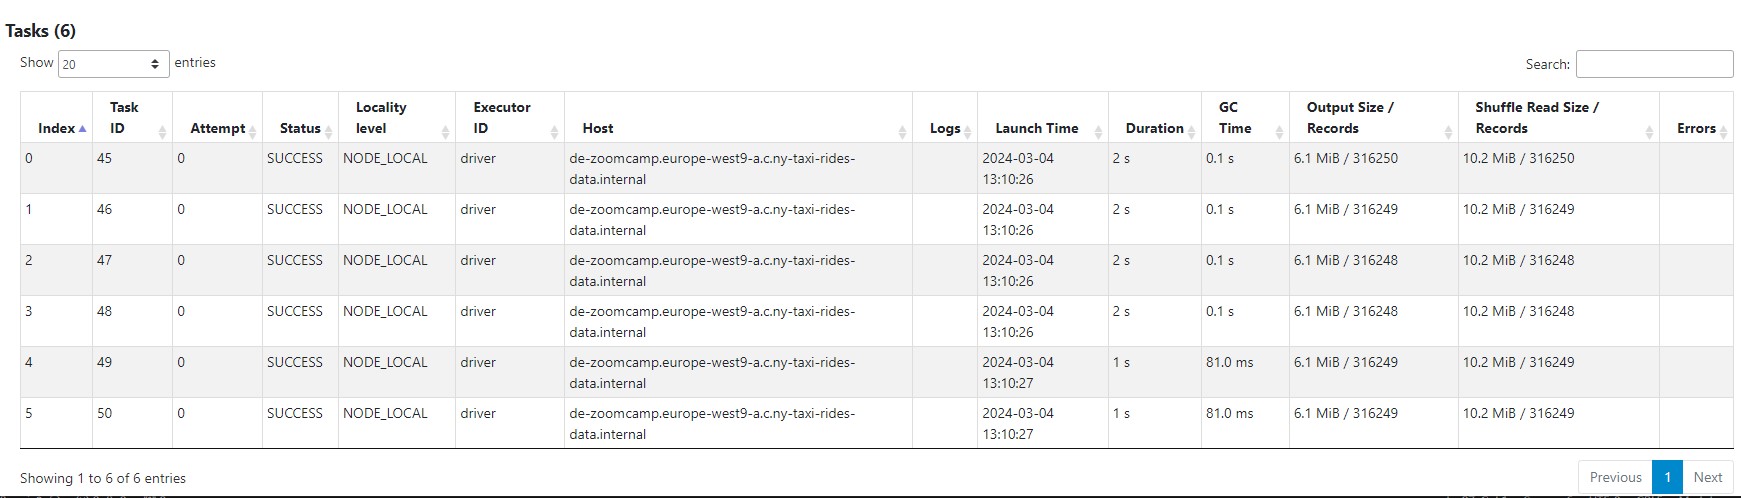 Tasks (6)
Show 20 entries
Search:
Index Task ID Attempt Status Locality level Executor ID Host Logs Launch Time Duration GC Time Output Size / Records Shuffle Read Size / Records Errors
0 45 0 SUCCESS NODE_LOCAL driver de-zoomcamp.europe-west9-a.c.ny-taxi-rides- 2024-03-04 2 s 0.1 s 6.1 MiB / 316250 10.2 MiB / 316250
data.internal 13:10:26
1 46 0 SUCCESS NODE_LOCAL driver de-zoomcamp.europe-west9-a.c.ny-taxi-rides- 2024-03-04 2 s 0.1 s 6.1 MiB / 316249 10.2 MiB / 316249
data.internal 13:10:26
2 47 0 SUCCESS NODE_LOCAL driver de-zoomcamp.europe-west9-a.c.ny-taxi-rides- 2024-03-04 2 s 0.1 s 6.1 MiB / 316248 10.2 MiB / 316248
data.internal 13:10:26
3 48 0 SUCCESS NODE_LOCAL driver de-zoomcamp.europe-west9-a.c.ny-taxi-rides- 2024-03-04 2 s 0.1 s 6.1 MiB / 316248 10.2 MiB / 316248
data.internal 13:10:26
4 49 0 SUCCESS NODE_LOCAL driver de-zoomcamp.europe-west9-a.c.ny-taxi-rides- 2024-03-04 1 s 81.0 ms 6.1 MiB / 316249 10.2 MiB / 316249
data.internal 13:10:27
5 50 0 SUCCESS NODE_LOCAL driver de-zoomcamp.europe-west9-a.c.ny-taxi-rides- 2024-03-04 1 s 81.0 ms 6.1 MiB / 316249 10.2 MiB / 316249
data.internal 13:10:27
Showing 1 to 6 of 6 entries
Previous 1 Next